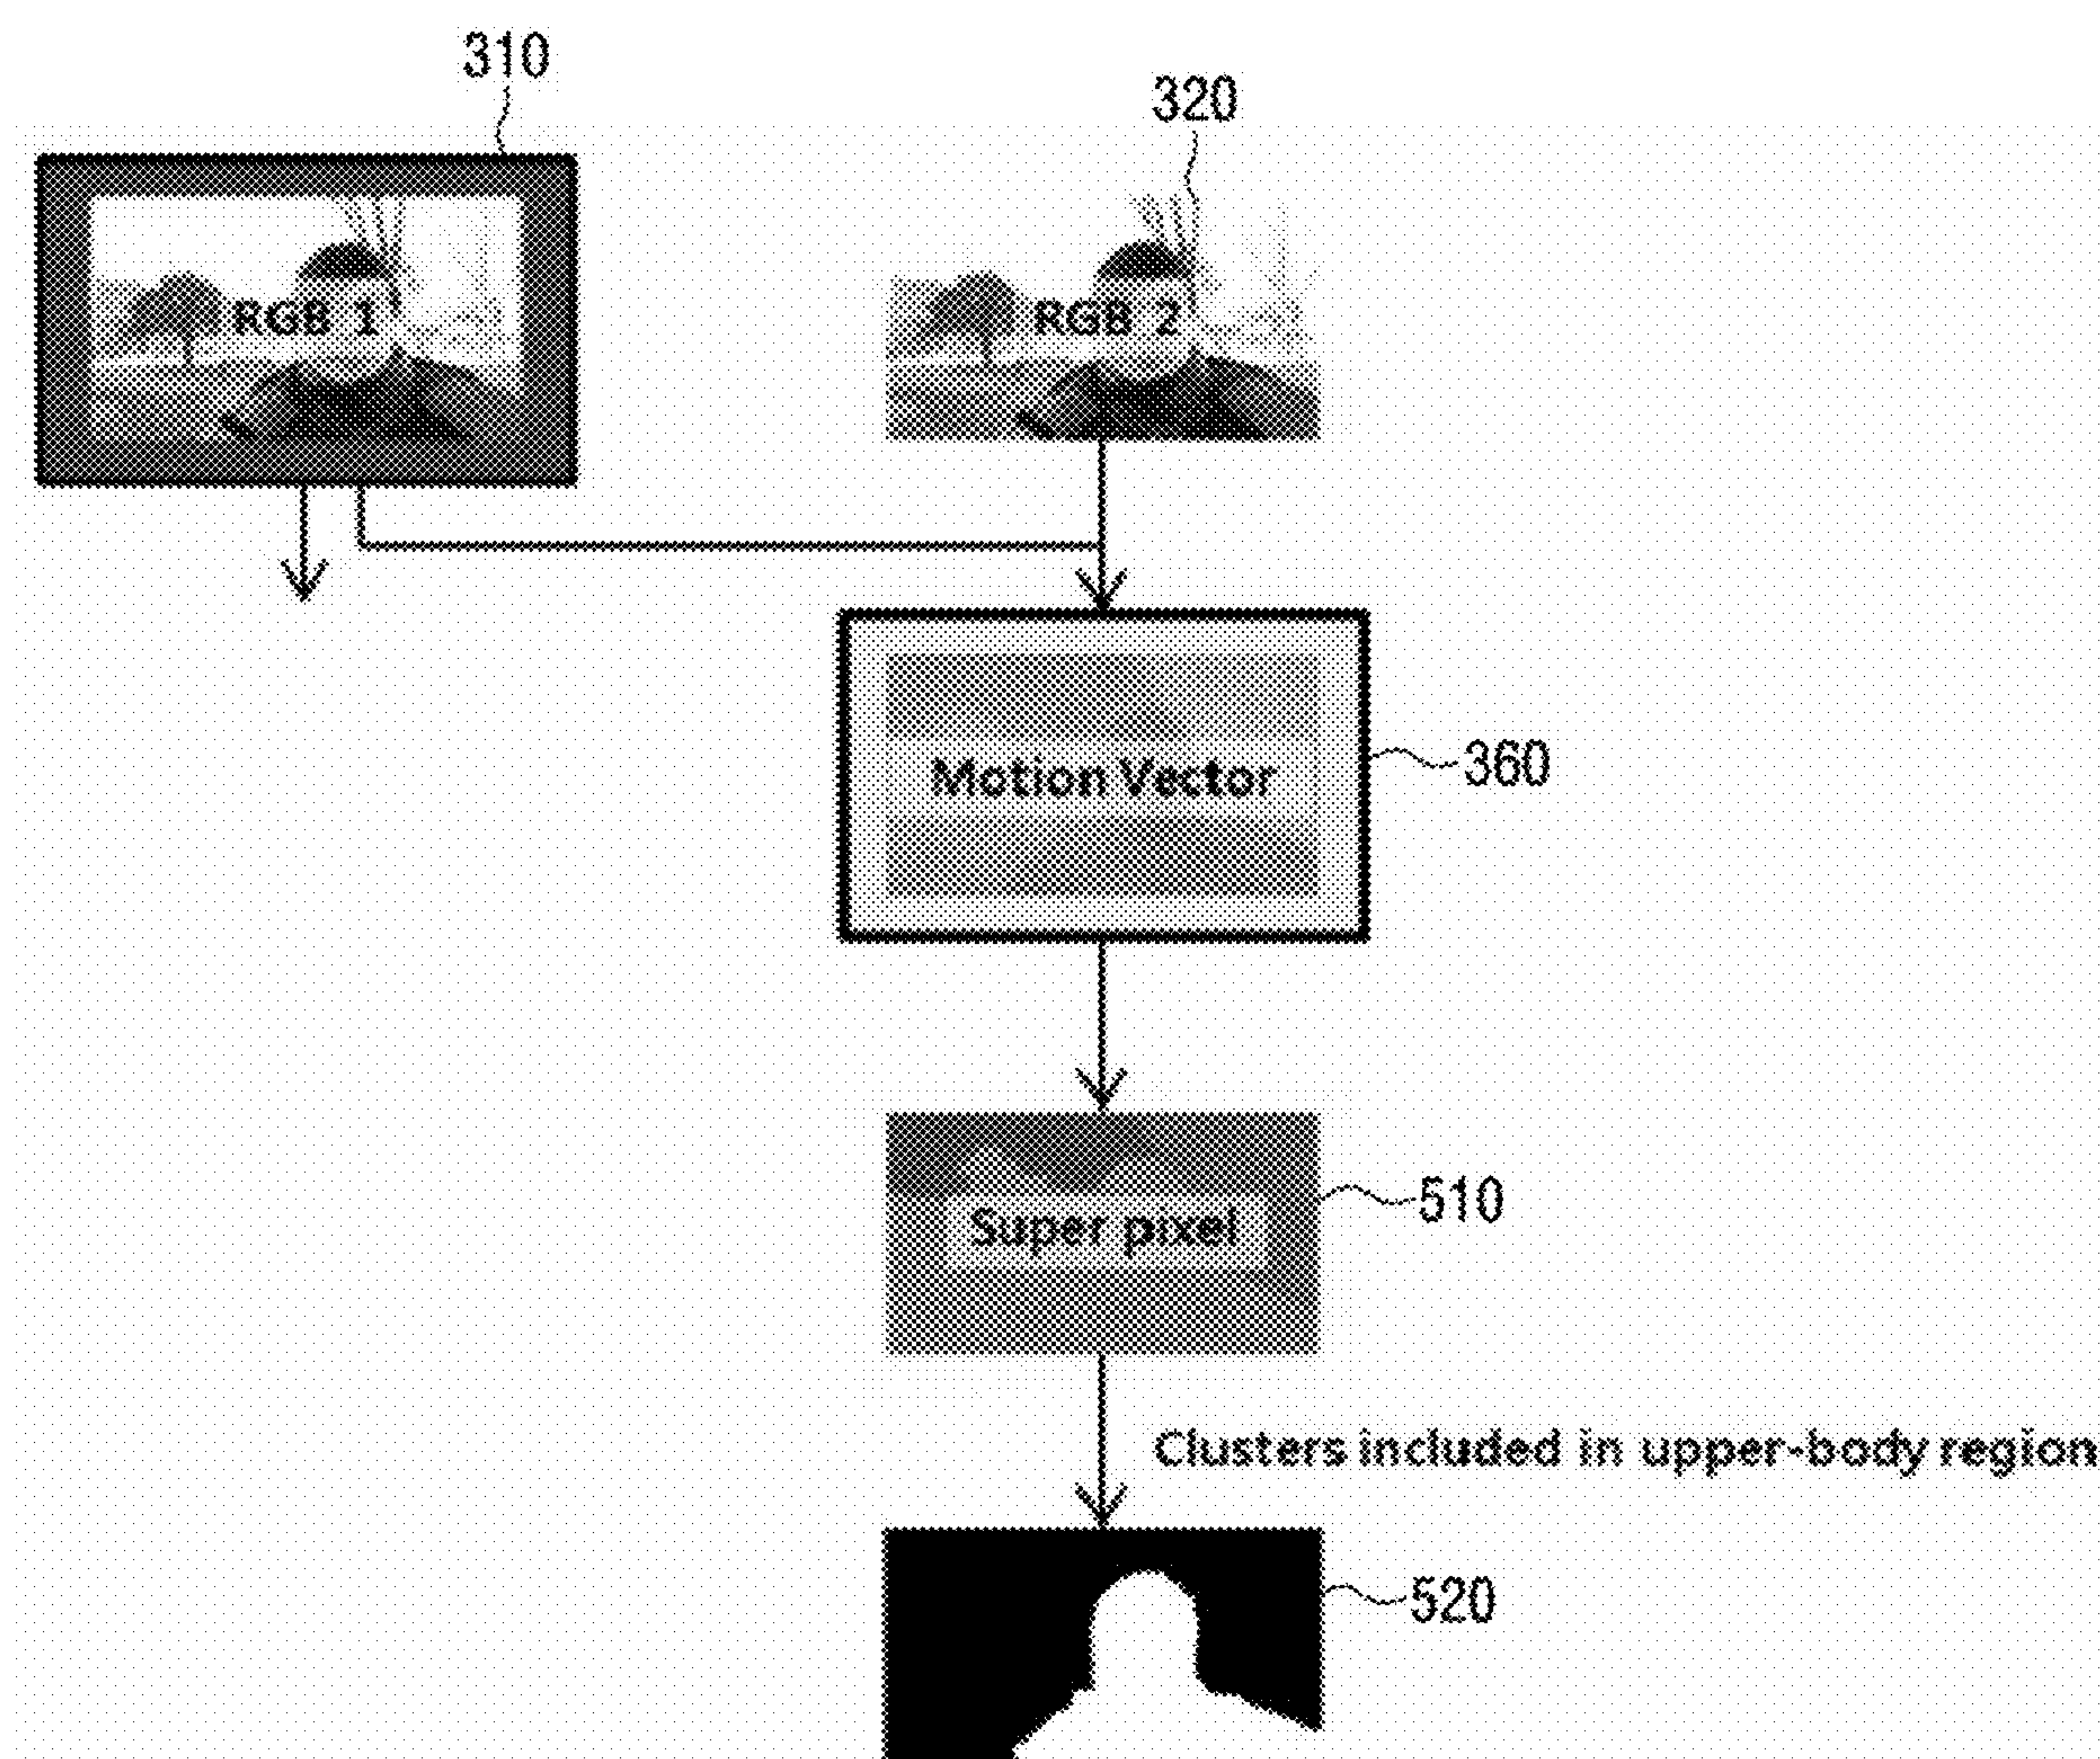 310
320
RGB 1
RGB 2
Motion Vector
360
Super pixel
510
Clusters included in upper-body region
520